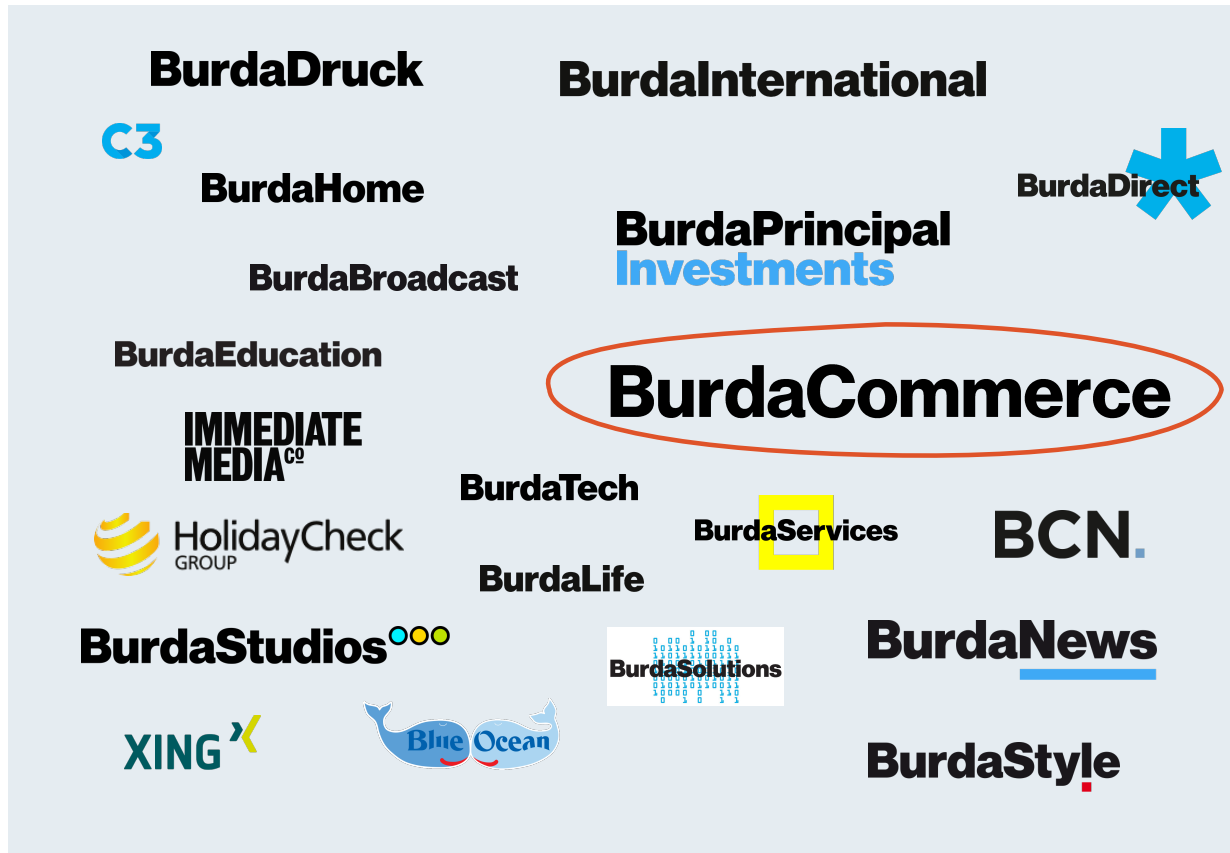 BurdaDruck
BurdaInternational
C3
BurdaHome
BurdaDirect
BurdaPrincipal
Investments
BurdaBroadcast
BurdaEducation
BurdaCommerce
IMMEDIATE
MEDIA CO
BurdaTech
HolidayCheck
GROUP
BurdaServices
BCN.
BurdaLife
BurdaStudios
BurdaSolutions
BurdaNews
XING
Blue Ocean
BurdaStyle